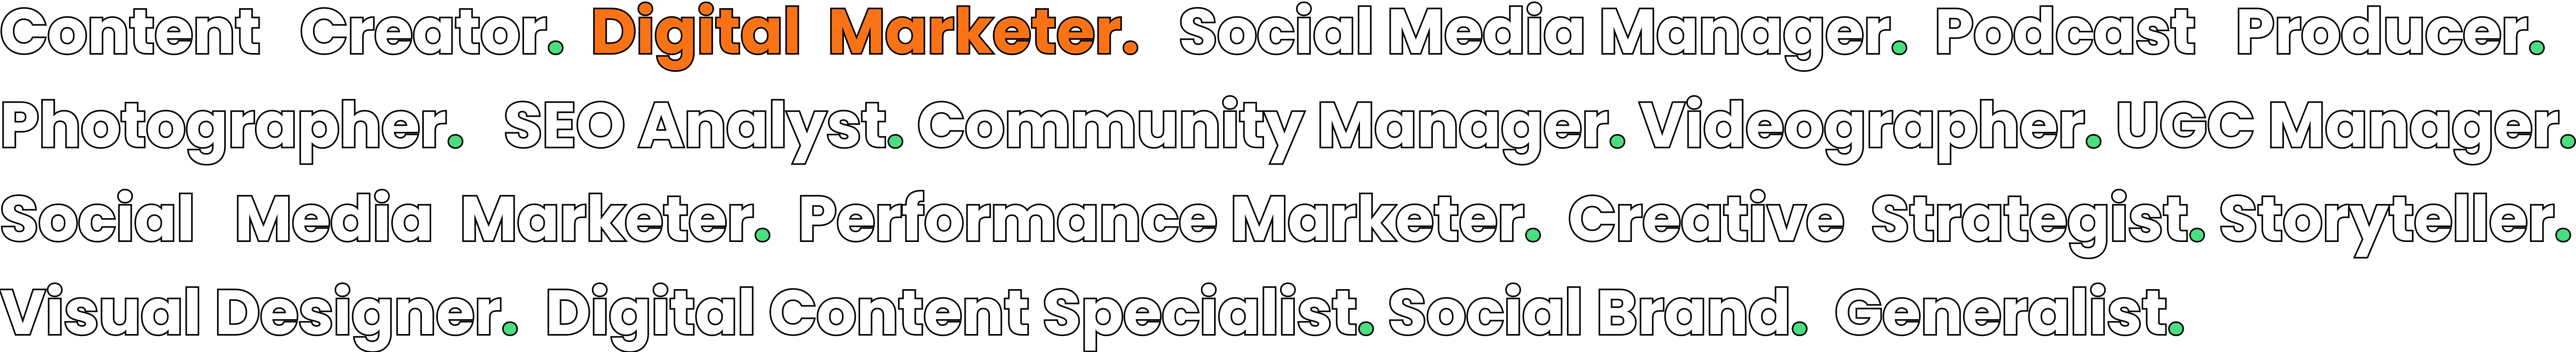 Content Creator. Digital Marketer. Social Media Manager. Podcast Producer.
Photographer. SEO Analyst. Community Manager. Videographer. UGC Manager.
Social Media Marketer. Performance Marketer. Creative Strategist. Storyteller.
Visual Designer. Digital Content Specialist. Social Brand. Generalist.